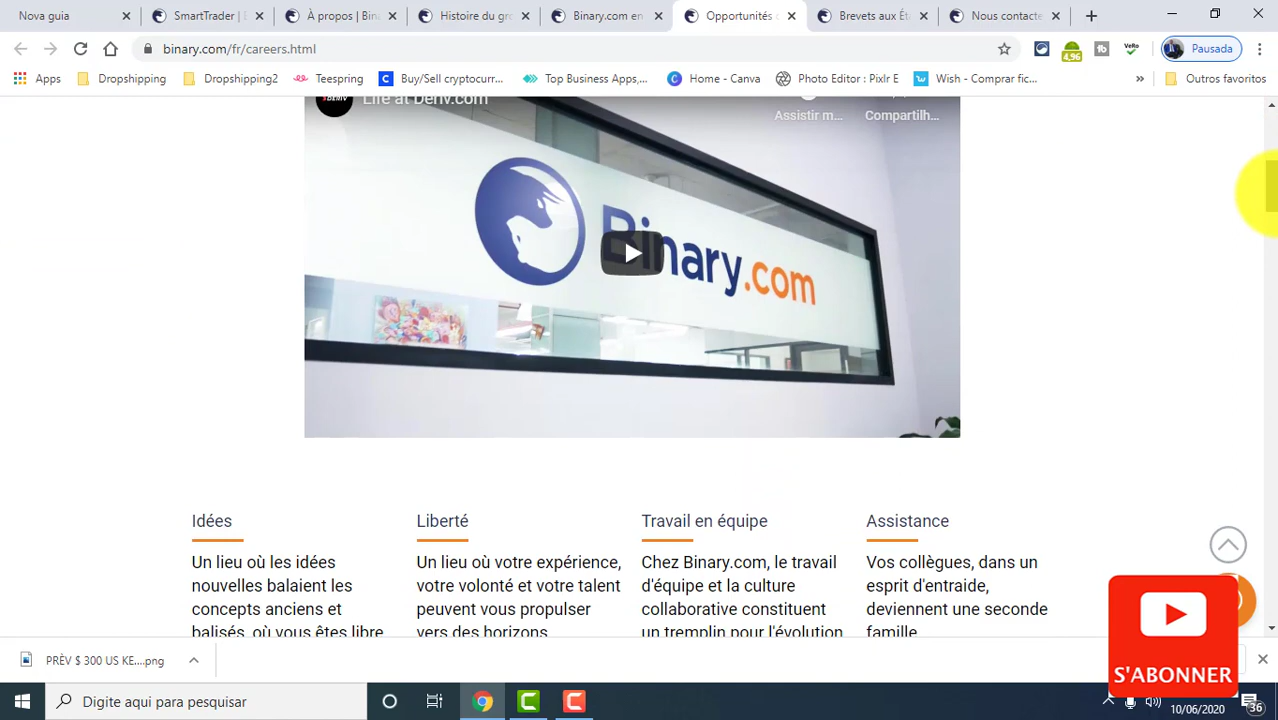 Nova guia
SmartTrader | B
À propos | Bin
Histoire du gr
Binary.com en
Opportunités
Brevets aux Ét
Nous contacte
binary.com/fr/careers.html
4,96
VeRo
Pausada
Apps
Dropshipping
Dropshipping2
Teespring
Buy/Sell cryptocurr...
Top Business Apps,...
Home - Canva
Photo Editor : Pixlr E
Wish - Comprar fic...
»
Outros favoritos
Life at Deriv.com
Assistir m...
Compartilh...
Binary.com
Idées
Un lieu où les idées
nouvelles balaient les
concepts anciens et
balisés, où vous êtes libre
Liberté
Un lieu où votre expérience,
votre volonté et votre talent
peuvent vous propulser
vers des horizons
Travail en équipe
Chez Binary.com, le travail
d'équipe et la culture
collaborative constituent
un tremplin pour l'évolution
Assistance
Vos collègues, dans un
esprit d'entraide,
deviennent une seconde
famille
S'ABONNER
PRÈV $ 300 US KE....png
Digite aqui para pesquisar
10/06/2020
36